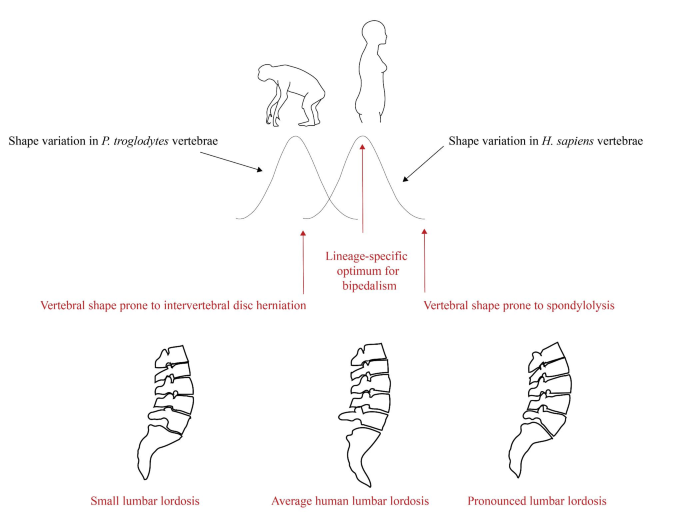 Shape variation in P. troglodytes vertebrae
Shape variation in H. sapiens vertebrae
Lineage-specific
optimum for
bipedalism
Vertebral shape prone to intervertebral disc herniation
Vertebral shape prone to spondylolysis
Small lumbar lordosis
Average human lumbar lordosis
Pronounced lumbar lordosis